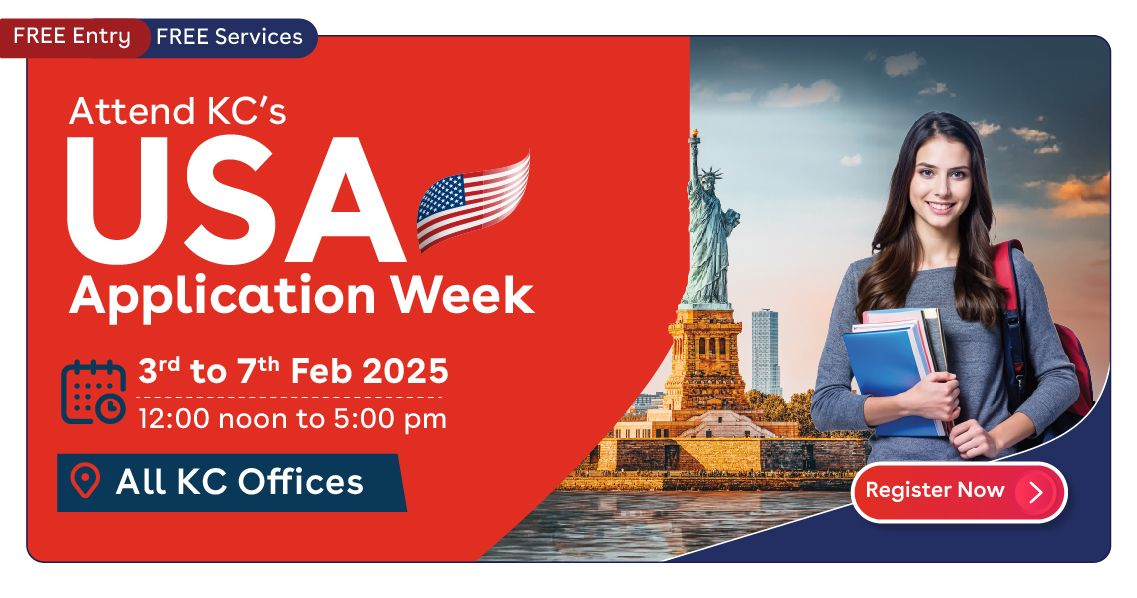 FREE Entry FREE Services
Attend KC's
USA
Application Week
3rd to 7th Feb 2025
12:00 noon to 5:00 pm
All KC Offices
Register Now